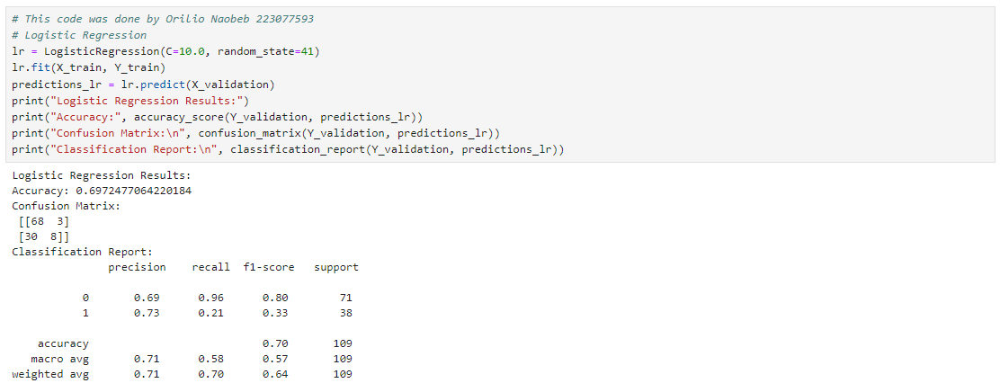 # This code was done by Orilio Naobeb 223077593
# Logistic Regression
lr = LogisticRegression(C=10.0, random_state=41)
lr.fit(X_train, Y_train)
predictions_lr = lr.predict(X_validation)
print("Logistic Regression Results:")
print("Accuracy:", accuracy_score(Y_validation, predictions_lr))
print("Confusion Matrix:\n", confusion_matrix(Y_validation, predictions_lr))
print("Classification Report:\n", classification_report(Y_validation, predictions_lr))
Logistic Regression Results:
Accuracy: 0.6972477064220184
Confusion Matrix:
 [[68  3]
 [30  8]]
Classification Report:
               precision    recall  f1-score   support

           0       0.69      0.96      0.80        71
           1       0.73      0.21      0.33        38

    accuracy                           0.70       109
   macro avg       0.71      0.58      0.57       109
weighted avg       0.71      0.70      0.64       109